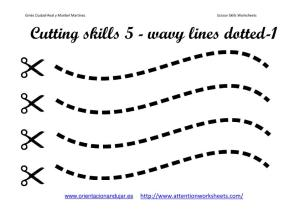 Ginés Ciudad-Real y Maribel Martínez
Scissor Skills Worksheets
Cutting skills 5 - wavy lines dotted-1
www.orientacionandujar.es http://www.attentionworksheets.com/